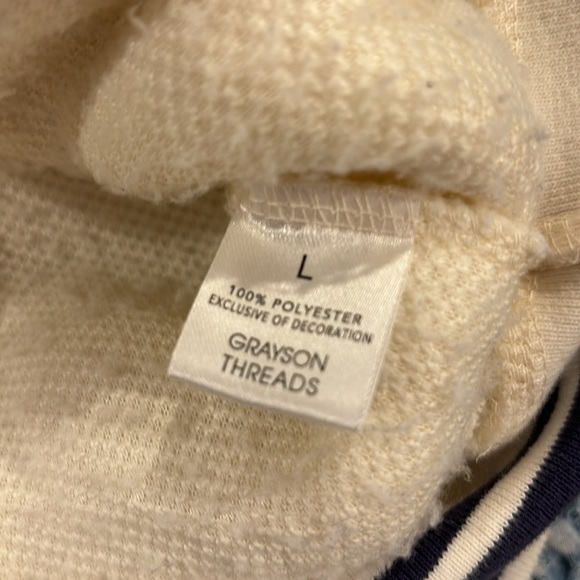 L
100% POLYESTER
EXCLUSIVE OF DECORATION
GRAYSON
THREADS